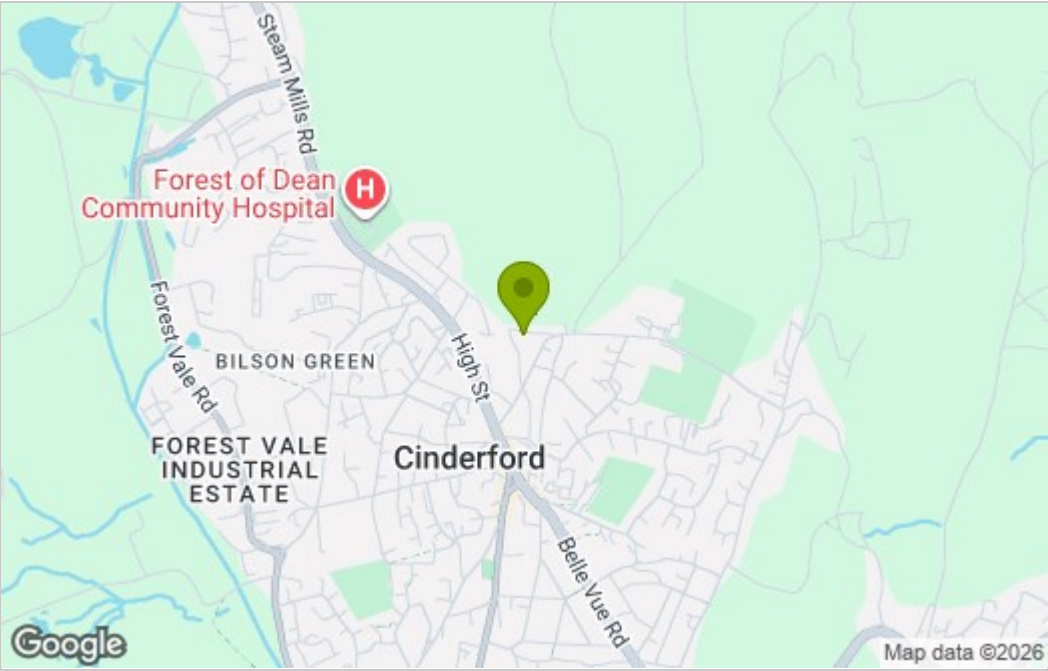 Steam Mills Rd
Forest of Dean
Community Hospital
H
Forest Vale Rd
BILSON GREEN
High St
FOREST VALE
INDUSTRIAL
ESTATE
Cinderford
Belle Vue Rd
Google
Map data ©2026